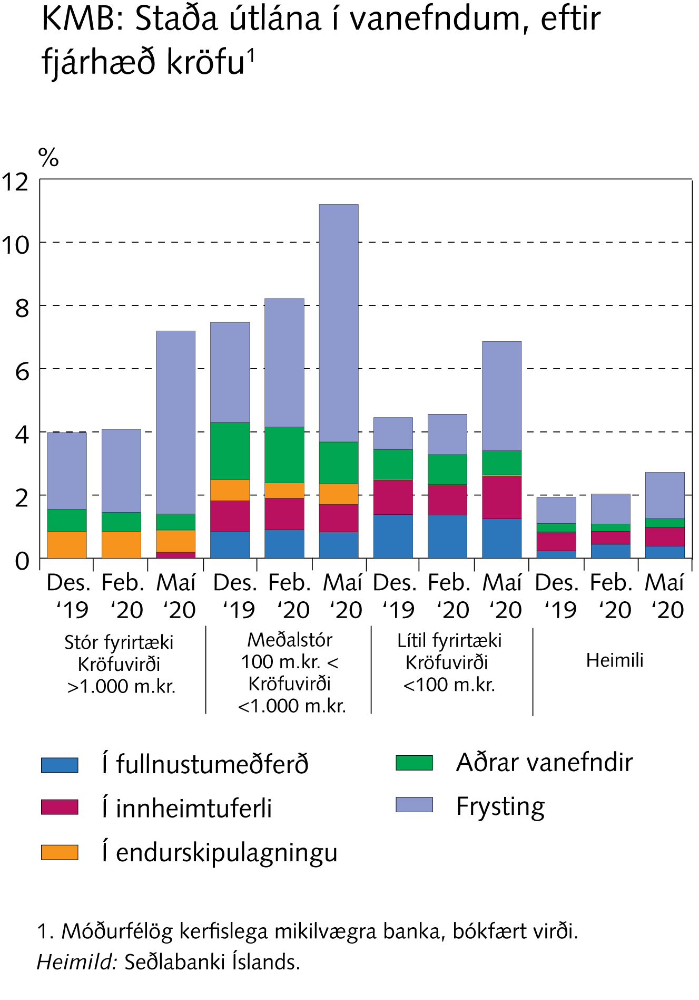 KMB: Staða útlána í vanefndum, eftir
fjárhæð kröfu¹
%
12
10
8
6
4
2
0
Des. Feb. Maí Des. Feb. Maí Des. Feb. Maí Des. Feb. Maí
‘19 ‘20 ‘20 ‘19 ‘20 ‘20 ‘19 ‘20 ‘20 ‘19 ‘20 ‘20
Stór fyrirtæki
Kröfuvirði
>1.000 m.kr.
Meðalstór
100 m.kr. <
Kröfuvirði
<1.000 m.kr.
Lítil fyrirtæki
Kröfuvirði
<100 m.kr.
Heimili
Í fullnustumeðferð
Í innheimtuferli
Í endurskipulagningu
Aðrar vanefndir
Frysting
1. Móðurfélög kerfislega mikilvægra banka, bókfært virði.
Heimild: Seðlabanki Íslands.